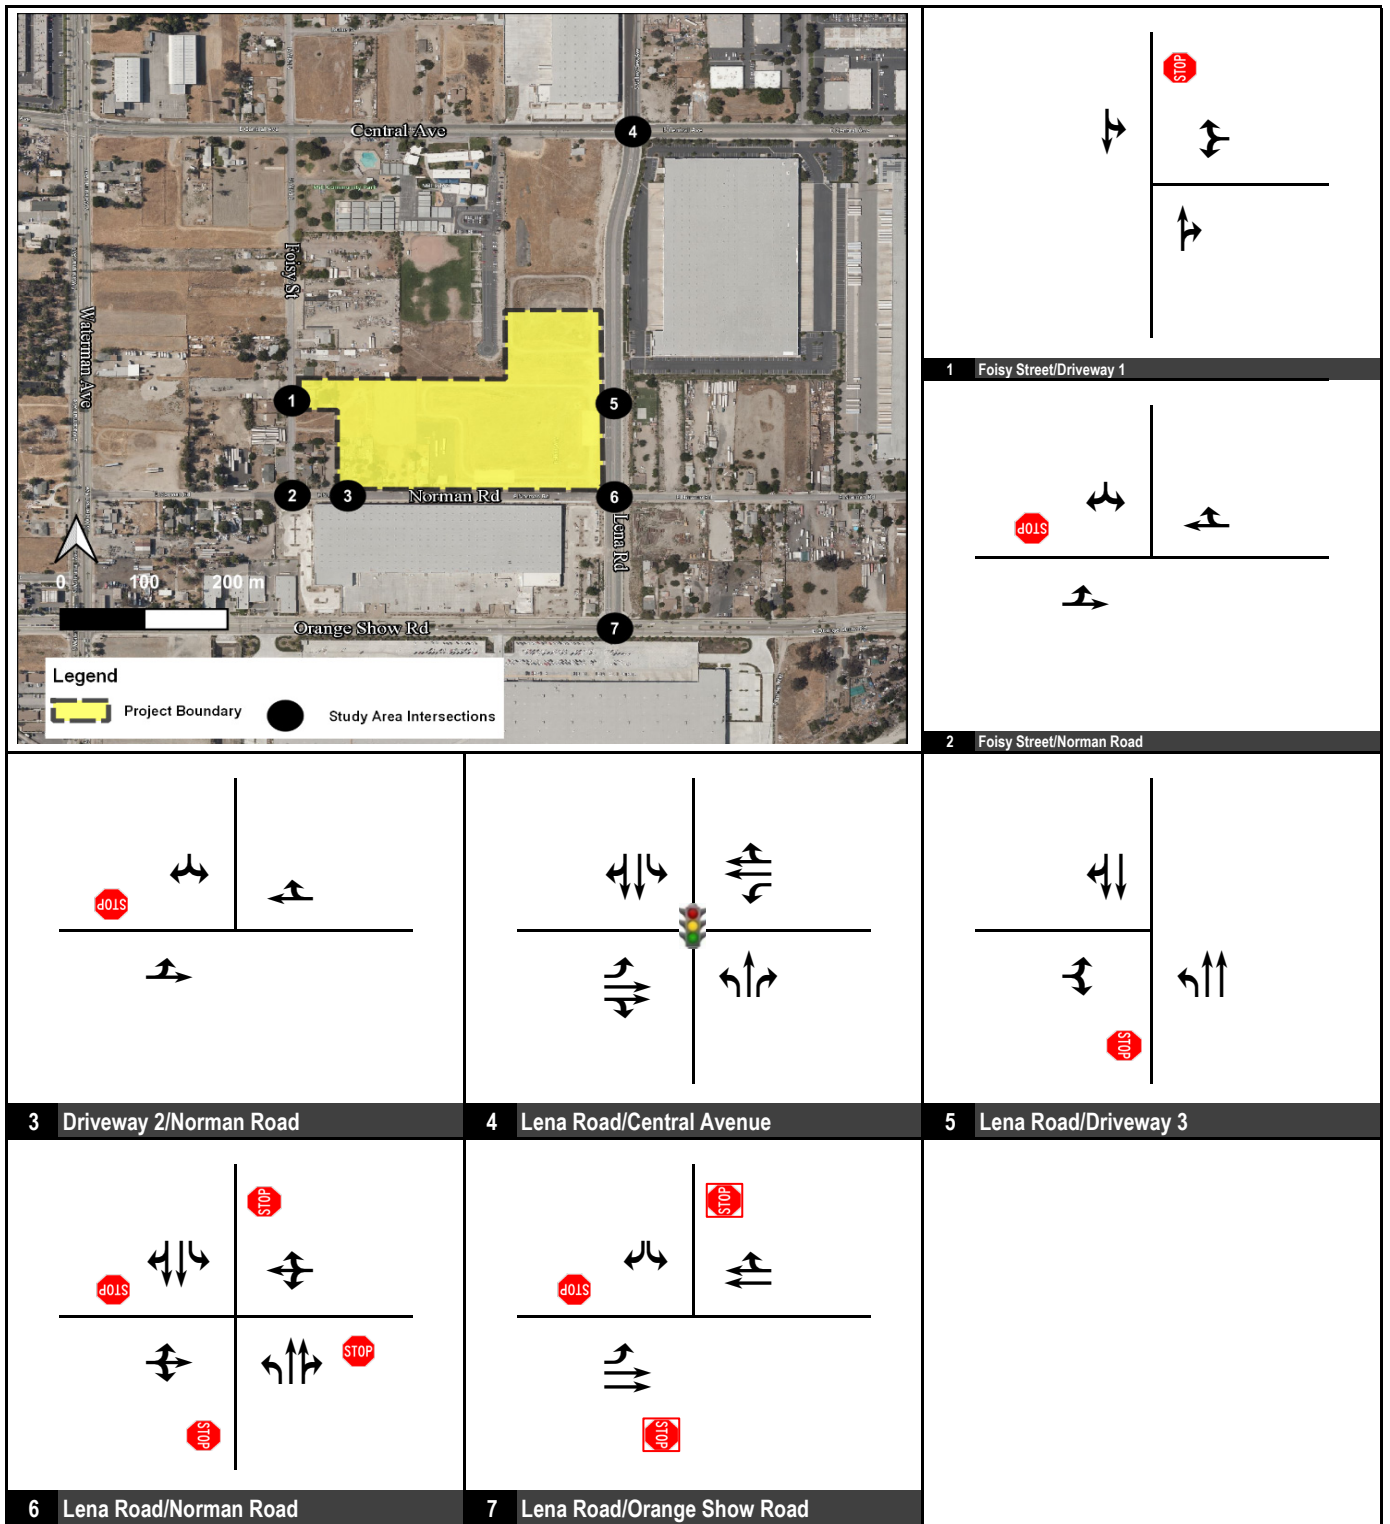 Central Ave
4
Foisy St
Waterman Ave
1
5
2
3
Norman Rd
6
Lena Rd
0 100 200 m
Orange Show Rd
7
Legend
Project Boundary
Study Area Intersections
STOP
1 Foisy Street/Driveway 1
STOP
2 Foisy Street/Norman Road
STOP
3 Driveway 2/Norman Road
4 Lena Road/Central Avenue
STOP
5 Lena Road/Driveway 3
STOP
STOP
STOP
STOP
6 Lena Road/Norman Road
STOP
STOP
STOP
7 Lena Road/Orange Show Road